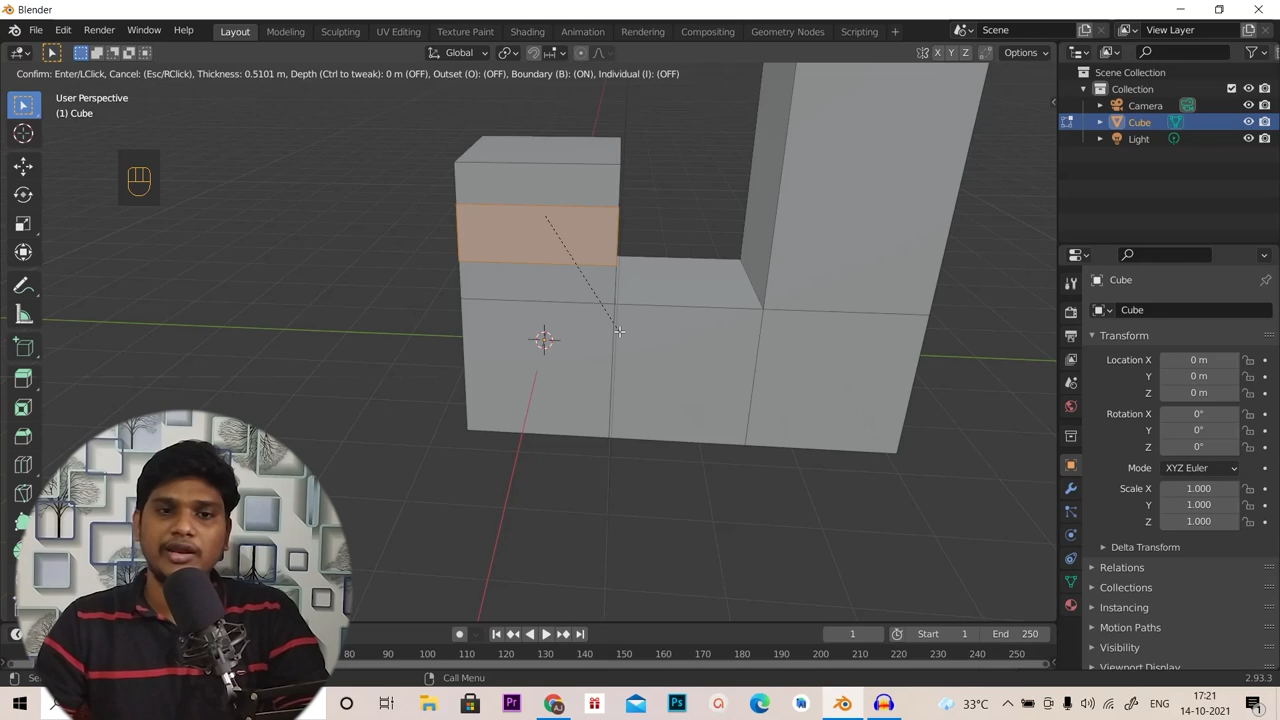 Blender
File Edit Render Window Help
Layout Modeling Sculpting UV Editing Texture Paint Shading Animation Rendering Compositing Geometry Nodes Scripting +
Scene
View Layer
Global
X Y Z
Options
Confirm: Enter/LClick, Cancel: (Esc/RClick), Thickness: 0.5101 m, Depth (Ctrl to tweak): 0 m (OFF), Outset (O): (OFF), Boundary (B): (ON), Individual (I): (OFF)
User Perspective
(1) Cube
Scene Collection
Collection
Camera
Cube
Light
Cube
Cube
Transform
Location X 0 m
Y 0 m
Z 0 m
Rotation X 0°
Y 0°
Z 0°
Mode XYZ Euler
Scale X 1.000
Y 1.000
Z 1.000
Delta Transform
Relations
Collections
Instancing
Motion Paths
Visibility
Viewport Display
1
Start 1
End 250
80 90 100 110 120 130 140 150 160 170 180 190 200 210 220 230 240 250
Call Menu
2.93.3
33°C
17:21
14-10-2021